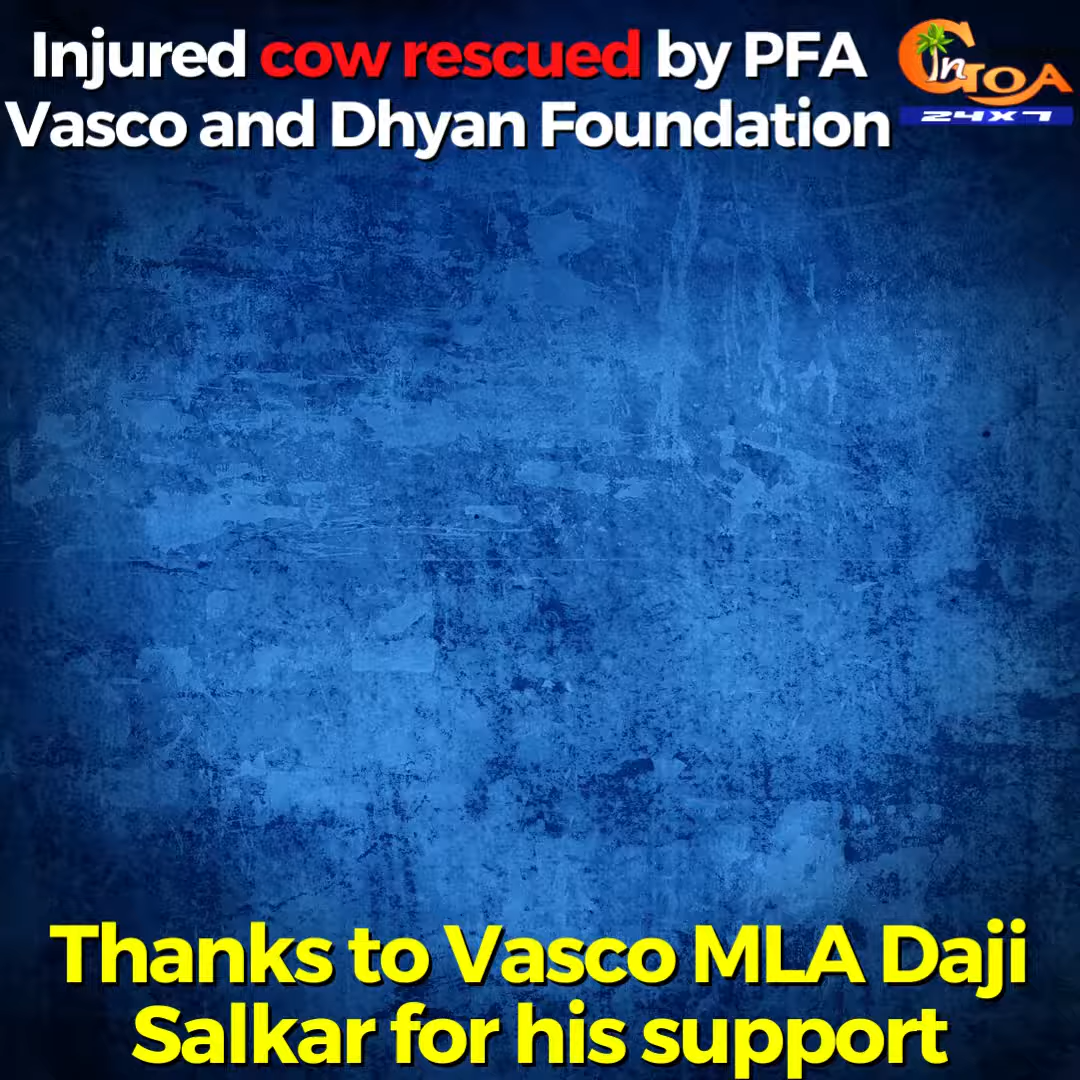 Injured cow rescued by PFA
Vasco and Dhyan Foundation
In GOA
24x7
Thanks to Vasco MLA Daji
Salkar for his support